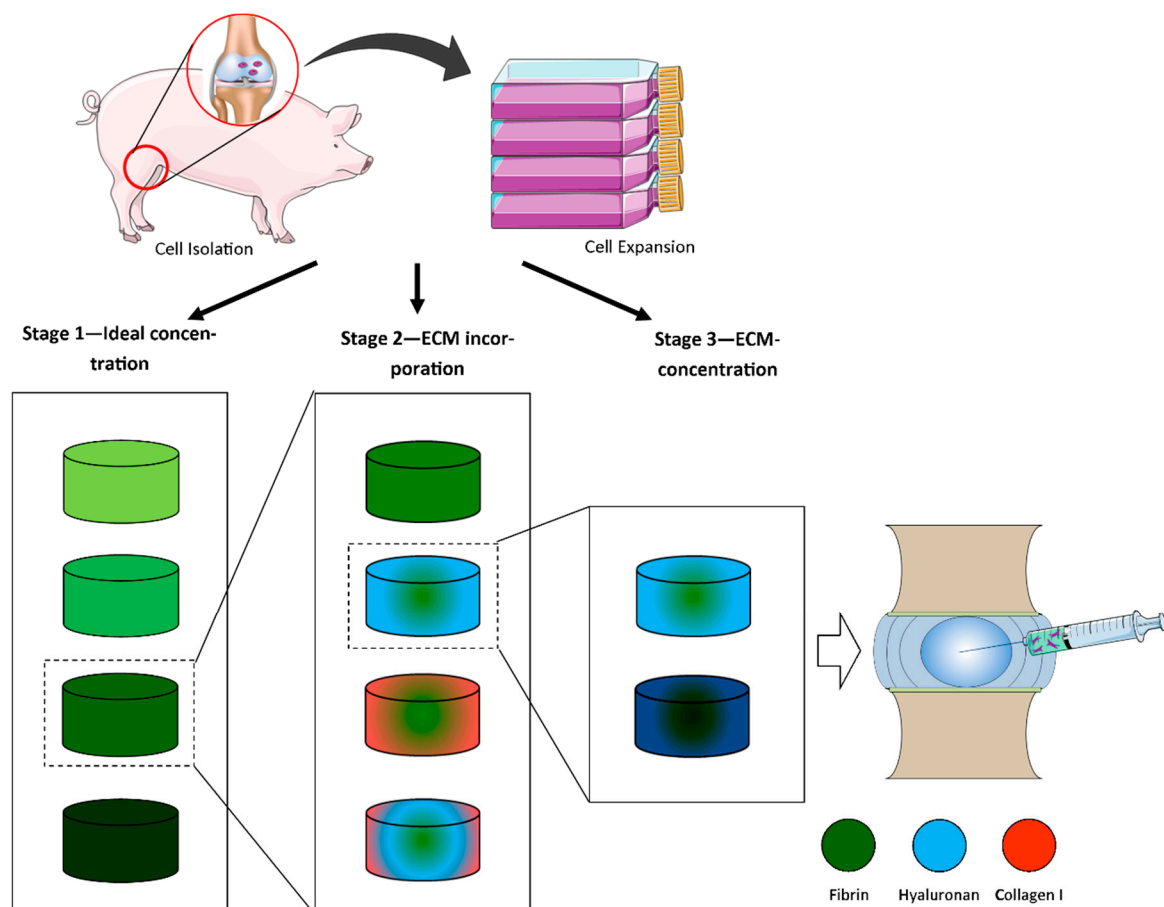 Cell Isolation
Cell Expansion
Stage 1—Ideal concen-
tration
Stage 2—ECM incor-
poration
Stage 3—ECM-
concentration
Fibrin
Hyaluronan
Collagen I